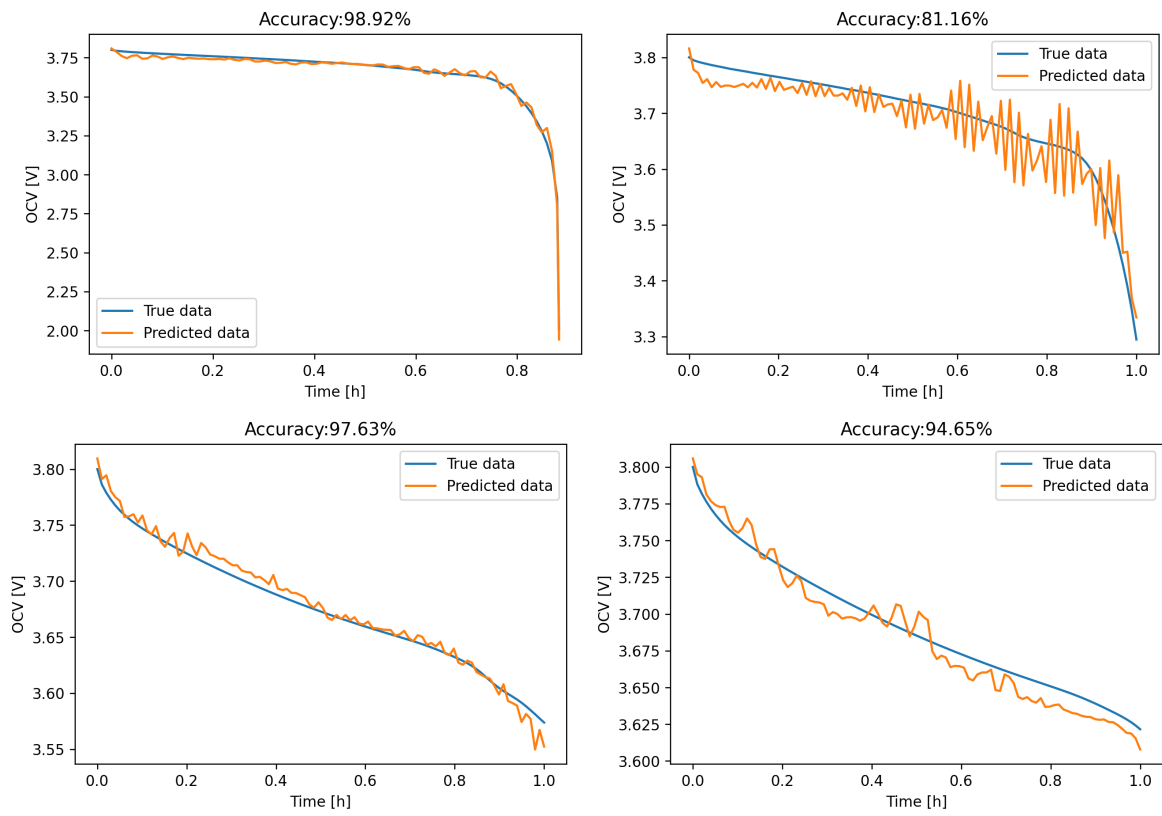 Accuracy:98.92%
OCV [V]
3.75
3.50
3.25
3.00
2.75
2.50
2.25
2.00
True data
Predicted data
0.0 0.2 0.4 0.6 0.8
Time [h]
Accuracy:81.16%
OCV [V]
3.8
3.7
3.6
3.5
3.4
3.3
True data
Predicted data
0.0 0.2 0.4 0.6 0.8 1.0
Time [h]
Accuracy:97.63%
OCV [V]
3.80
3.75
3.70
3.65
3.60
3.55
True data
Predicted data
0.0 0.2 0.4 0.6 0.8 1.0
Time [h]
Accuracy:94.65%
OCV [V]
3.800
3.775
3.750
3.725
3.700
3.675
3.650
3.625
3.600
True data
Predicted data
0.0 0.2 0.4 0.6 0.8 1.0
Time [h]